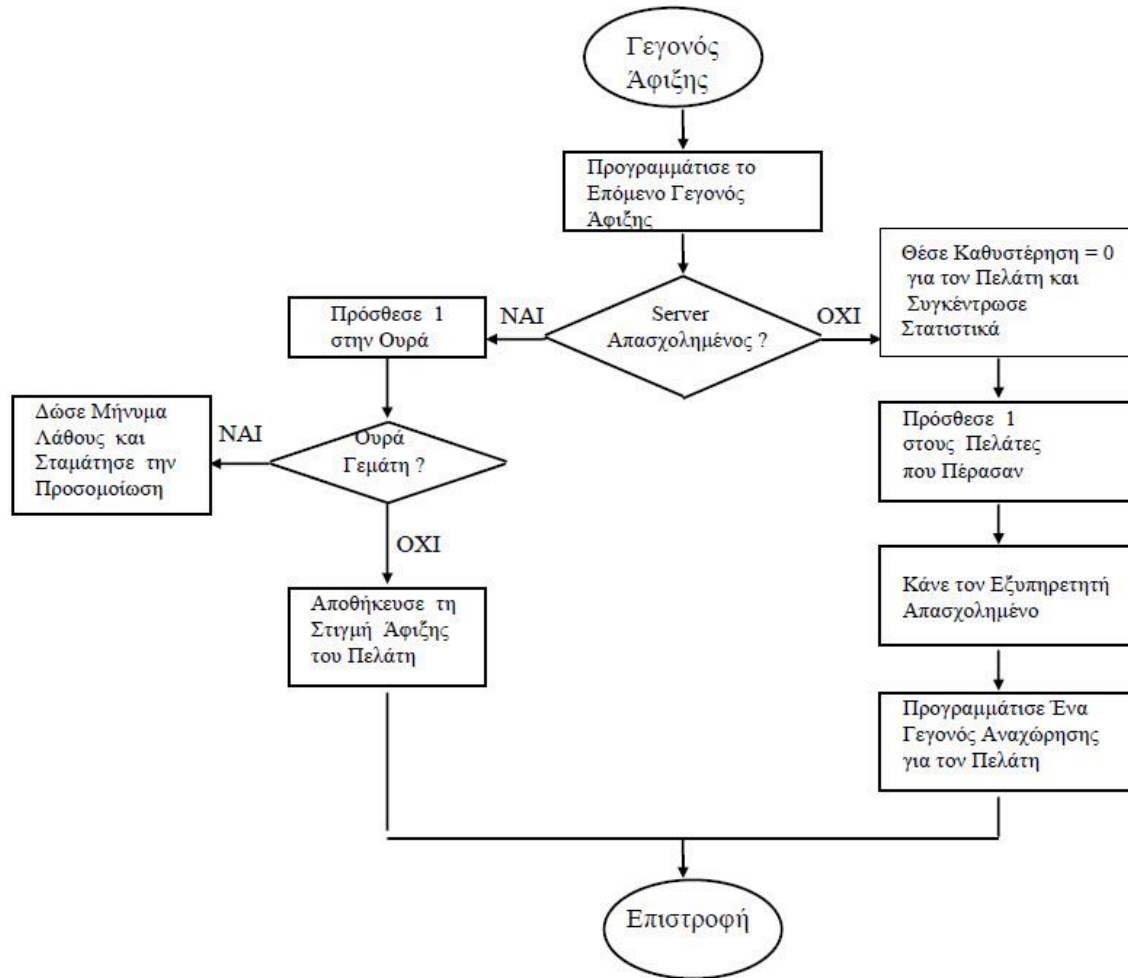 Γεγονός
Άφιξης
Προγραμμάτισε το
Επόμενο Γεγονός
Άφιξης
Server
Απασχολημένος ?
ΝΑΙ
ΟΧΙ
Πρόσθεσε 1
στην Ουρά
Ουρά
Γεμάτη ?
ΝΑΙ
Δώσε Μήνυμα
Λάθους και
Σταμάτησε την
Προσομοίωση
ΟΧΙ
Αποθήκευσε τη
Στιγμή Άφιξης
του Πελάτη
Θέσε Καθυστέρηση = 0
για τον Πελάτη και
Συγκέντρωσε
Στατιστικά
Πρόσθεσε 1
στους Πελάτες
που Πέρασαν
Κάνε τον Εξυπηρετητή
Απασχολημένο
Προγραμμάτισε Ένα
Γεγονός Αναχώρησης
για τον Πελάτη
Επιστροφή